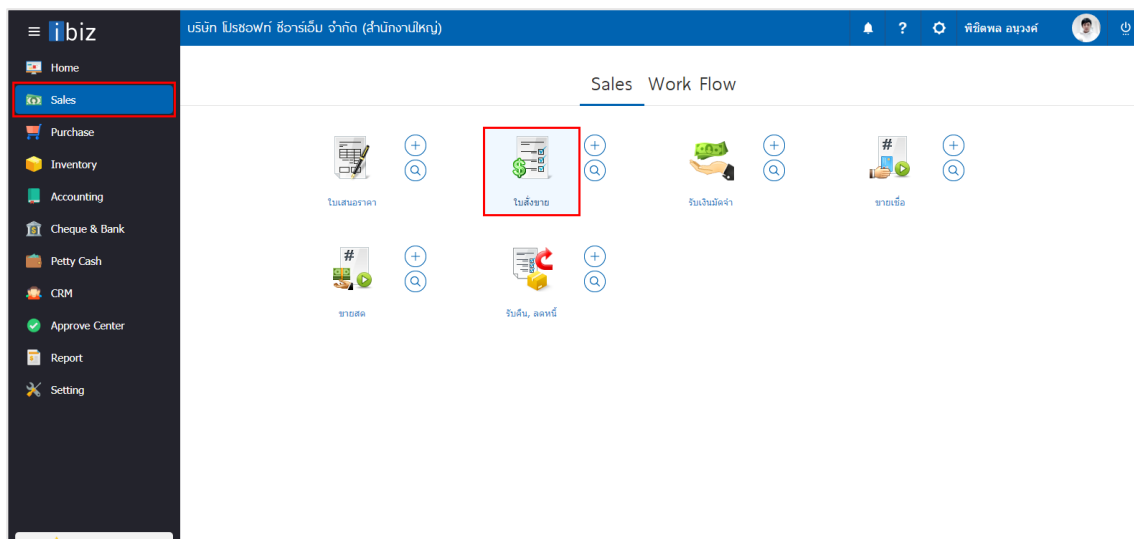 ibiz
บริษัท โปรซอฟท์ ซีอาร์เอ็ม จำกัด (สำนักงานใหญ่)
?
พิชิตพล อนุวงค์
Home
Sales
Purchase
Inventory
Accounting
Cheque & Bank
Petty Cash
CRM
Approve Center
Report
Setting
Sales Work Flow
ใบเสนอราคา
ใบสั่งขาย
รับเงินมัดจำ
#
ขายเชื่อ
#
ขายสด
รับคืน, ลดหนี้